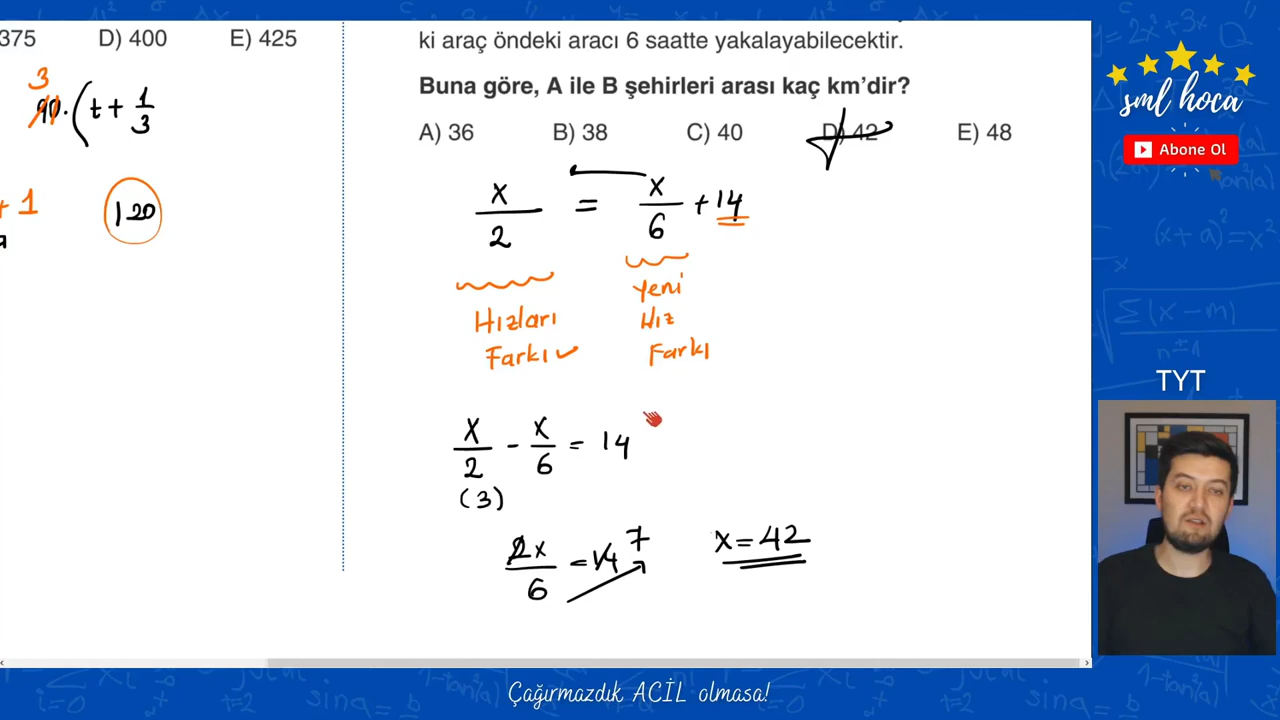 375 D) 400 E) 425
3
90.(t + 1/3
+ 1
120
ki araç öndeki aracı 6 saatte yakalayabilecektir.
Buna göre, A ile B şehirleri arası kaç km'dir?
A) 36 B) 38 C) 40 D) 42 E) 48
x/2 = x/6 + 14
Hızları
Farkı
Yeni
Hız
Farkı
x/2 - x/6 = 14
(3)
2x/6 = 14 7
x = 42
sml hoca
Abone Ol
TYT
Çağırmazdık ACİL olmasa!